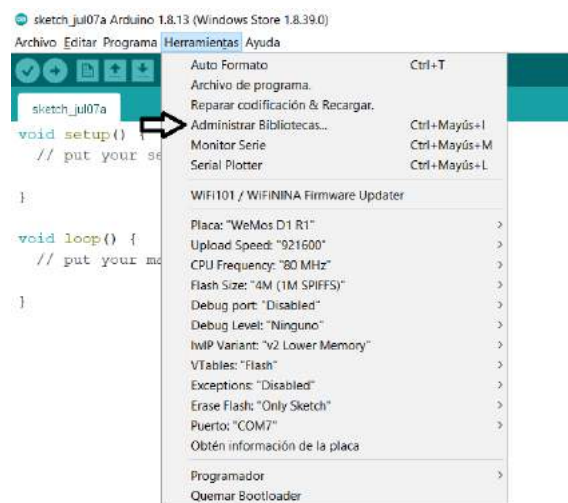 sketch_jul07a Arduino 1.8.13 (Windows Store 1.8.39.0)
Archivo Editar Programa Herramientas Ayuda
sketch_jul07a
void setup() {
// put your se
}
void loop() {
// put your ma
}
Auto Formato Ctrl+T
Archivo de programa.
Reparar codificación & Recargar.
Administrar Bibliotecas... Ctrl+Mayús+I
Monitor Serie Ctrl+Mayús+M
Serial Plotter Ctrl+Mayús+L
WiFi101 / WiFiNINA Firmware Updater
Placa: "WeMos D1 R1"
Upload Speed: "921600"
CPU Frequency: "80 MHz"
Flash Size: "4M (1M SPIFFS)"
Debug port: "Disabled"
Debug Level: "Ninguno"
IwIP Variant: "v2 Lower Memory"
VTables: "Flash"
Exceptions: "Disabled"
Erase Flash: "Only Sketch"
Puerto: "COM7"
Obtén información de la placa
Programador
Quemar Bootloader